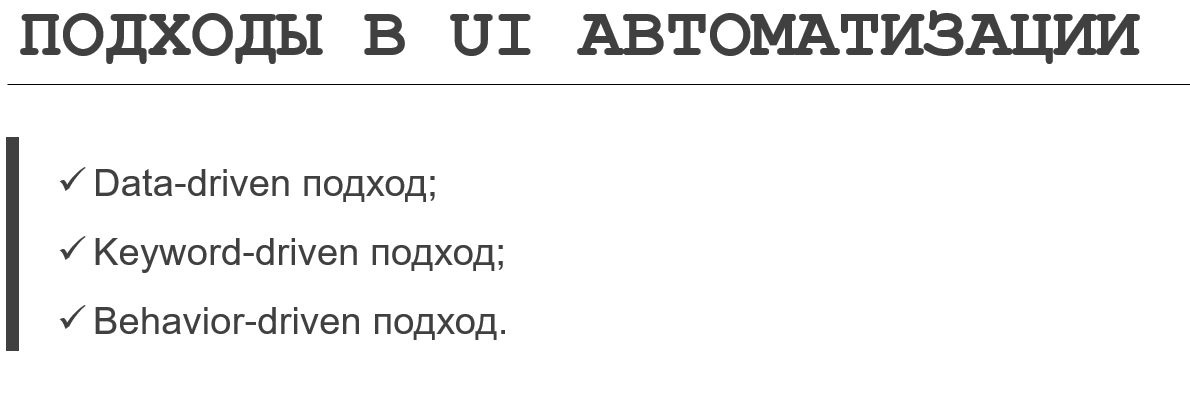 ПОДХОДЫ В UI АВТОМАТИЗАЦИИ
✓ Data-driven подход;
✓ Keyword-driven подход;
✓ Behavior-driven подход.